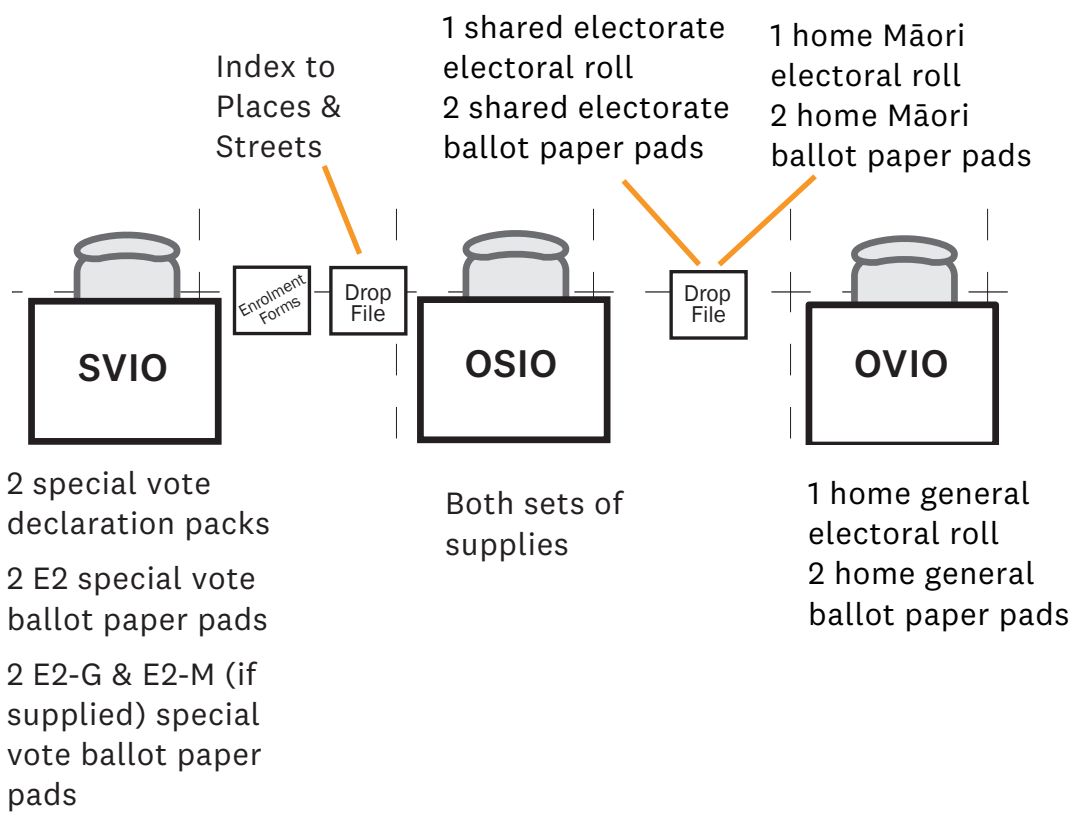 Index to
Places &
Streets
1 shared electorate
electoral roll
2 shared electorate
ballot paper pads
1 home Māori
electoral roll
2 home Māori
ballot paper pads
Enrolment
Forms
Drop
File
Drop
File
SVIO
OSIO
OVIO
2 special vote
declaration packs
2 E2 special vote
ballot paper pads
2 E2-G & E2-M (if
supplied) special
vote ballot paper
pads
Both sets of
supplies
1 home general
electoral roll
2 home general
ballot paper pads